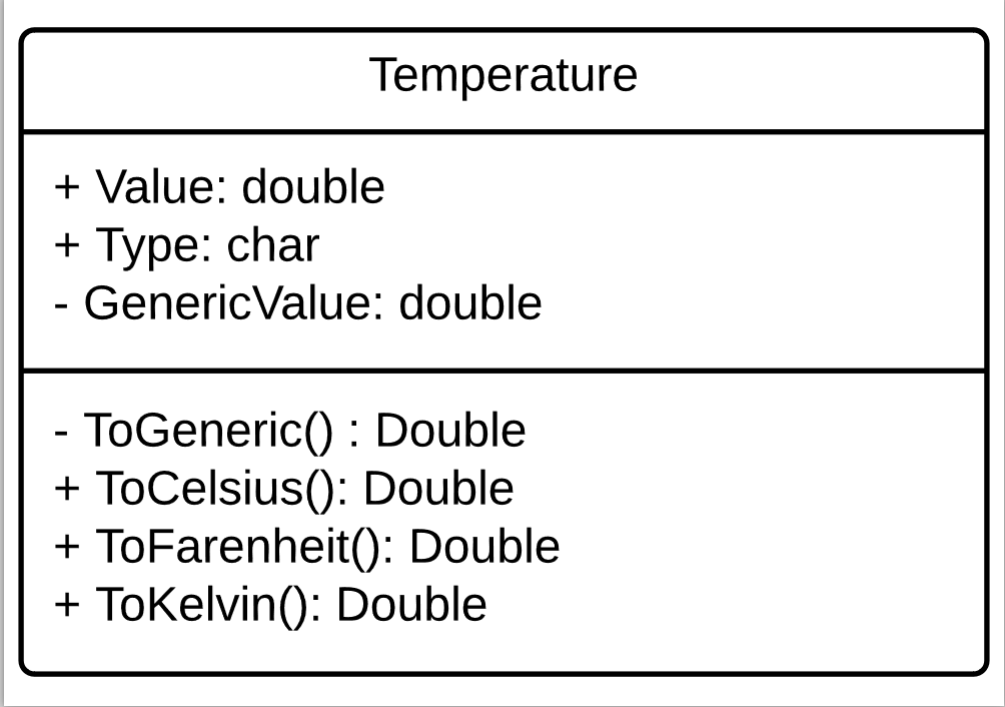 Temperature
+ Value: double
+ Type: char
- GenericValue: double
- ToGeneric() : Double
+ ToCelsius(): Double
+ ToFarenheit(): Double
+ ToKelvin(): Double